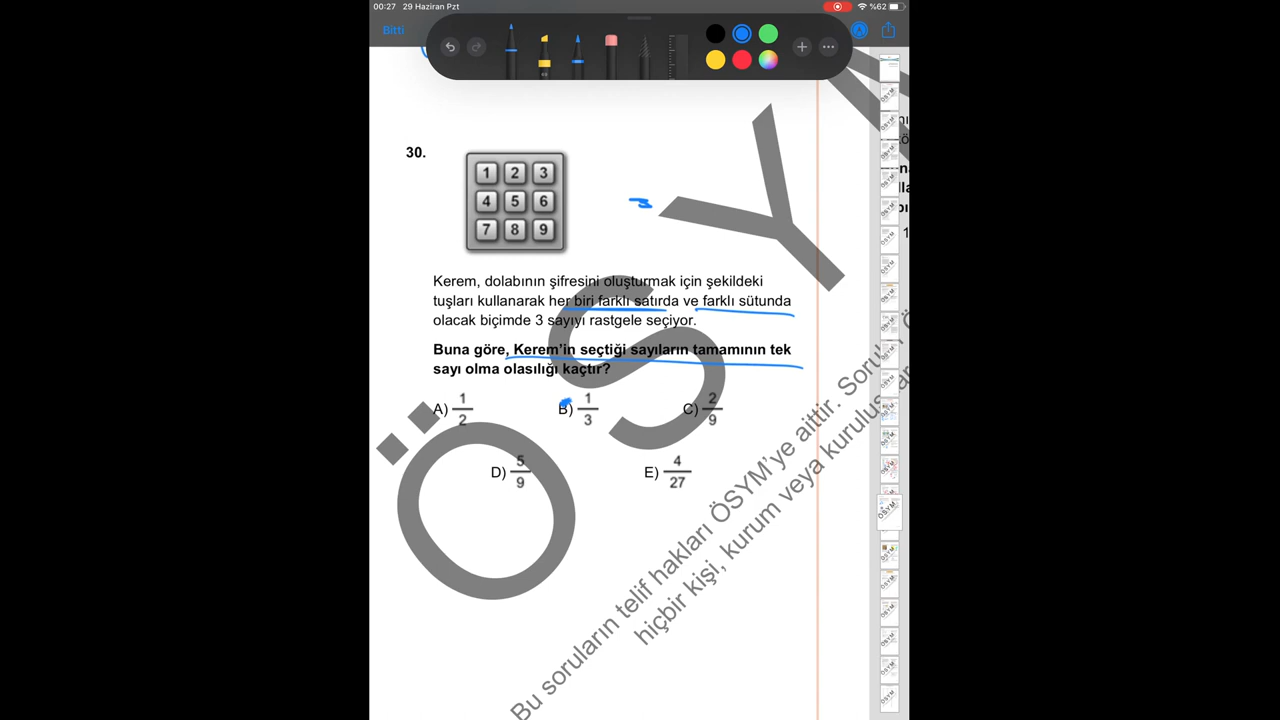 00:27 29 Haziran Pzt
%62
Bitti
30.
1 2 3
4 5 6
7 8 9
3
Kerem, dolabının şifresini oluşturmak için şekildeki
tuşları kullanarak her biri farklı satırda ve farklı sütunda
olacak biçimde 3 sayıyı rastgele seçiyor.
Buna göre, Kerem'in seçtiği sayıların tamamının tek
sayı olma olasılığı kaçtır?
A) 1/2 B) 1/3 C) 2/9
D) 5/9 E) 4/27
ÖSY
Bu soruların telif hakları ÖSYM'ye aittir.
hiçbir kişi, kurum veya kuruluş